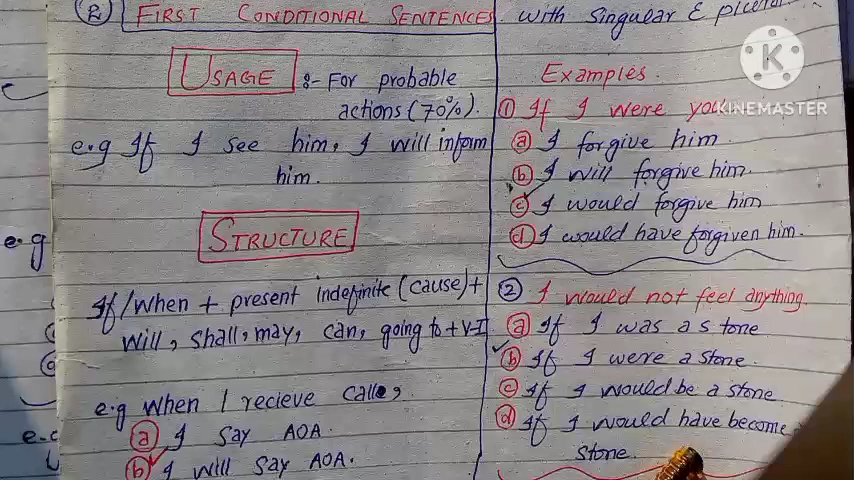 ② FIRST CONDITIONAL SENTENCES
USAGE :- For probable
actions (70%).
e.g If I see him, I will inform
him.
STRUCTURE
If/when + present indefinite (cause) +
will, shall, may, can, going to + V-I
e.g When I recieve call,
ⓐ I say AOA.
ⓑ I will say AOA.
with singular & plural
Examples.
① If I were you
ⓐ I forgive him.
ⓑ I will forgive him.
ⓒ I would forgive him
ⓓ I would have forgiven him.
② I would not feel anything
ⓐ If I was a stone
ⓑ If I were a stone.
ⓒ If I would be a stone
ⓓ If I would have become
stone.
e.g
KINEMASTER